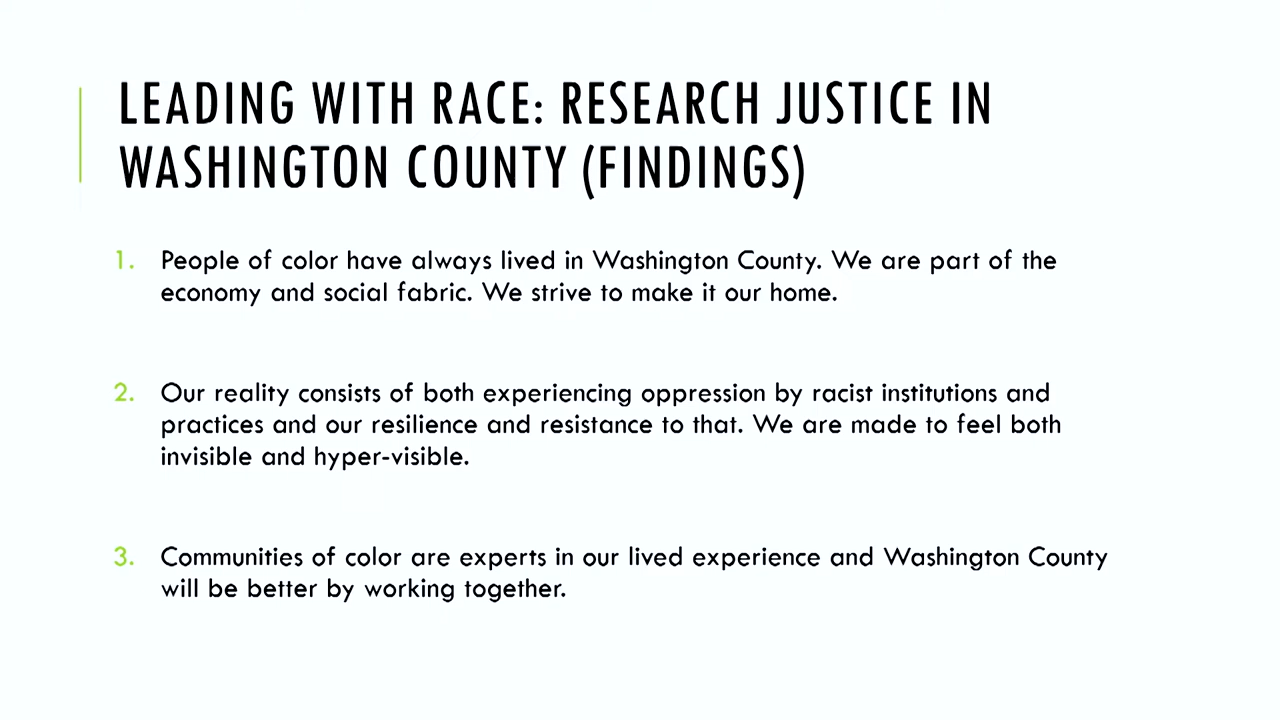 LEADING WITH RACE: RESEARCH JUSTICE IN
WASHINGTON COUNTY (FINDINGS)
1. People of color have always lived in Washington County. We are part of the
economy and social fabric. We strive to make it our home.
2. Our reality consists of both experiencing oppression by racist institutions and
practices and our resilience and resistance to that. We are made to feel both
invisible and hyper-visible.
3. Communities of color are experts in our lived experience and Washington County
will be better by working together.